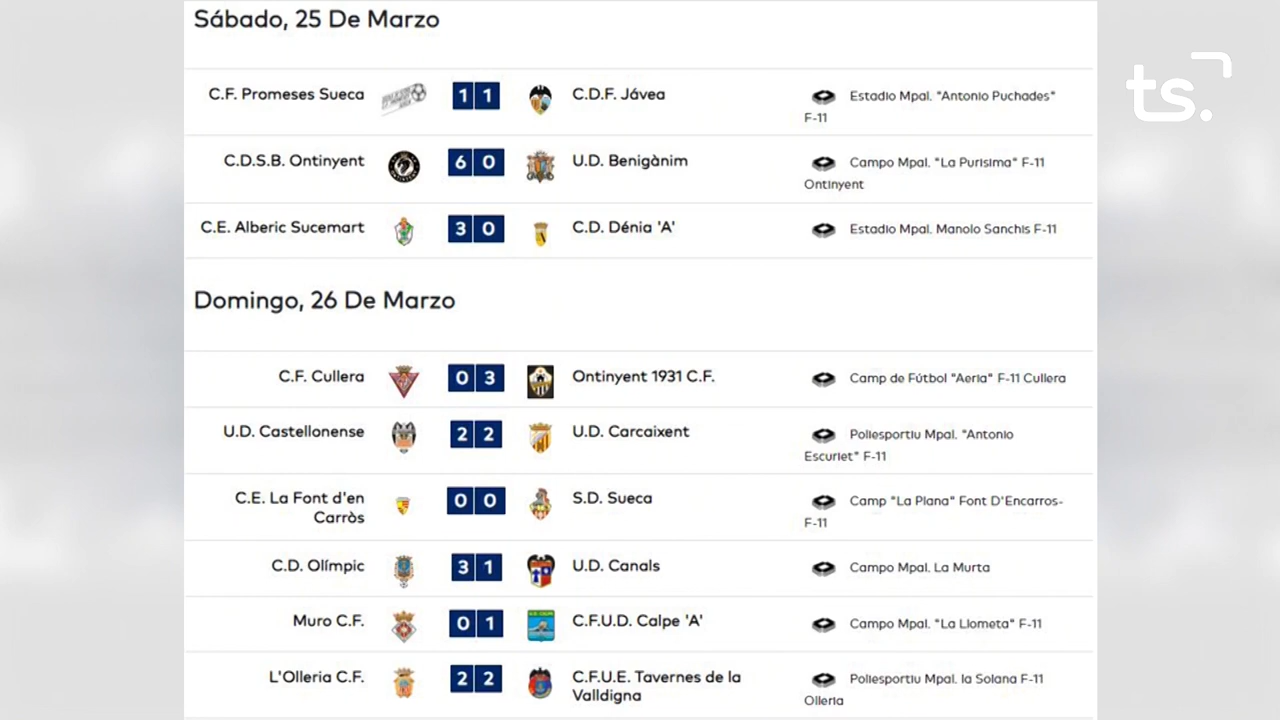 Sábado, 25 De Marzo
ts.
C.F. Promeses Sueca 1 1 C.D.F. Jávea Estadio Mpal. "Antonio Puchades"
F-11
C.D.S.B. Ontinyent 6 0 U.D. Benigànim Campo Mpal. "La Purisima" F-11
Ontinyent
C.E. Alberic Sucemart 3 0 C.D. Dénia 'A' Estadio Mpal. Manolo Sanchis F-11
Domingo, 26 De Marzo
C.F. Cullera 0 3 Ontinyent 1931 C.F. Camp de Fútbol "Aeria" F-11 Cullera
U.D. Castellonense 2 2 U.D. Carcaixent Poliesportiu Mpal. "Antonio
Escuriet" F-11
C.E. La Font d'en
Carròs 0 0 S.D. Sueca Camp "La Plana" Font D'Encarros-
F-11
C.D. Olímpic 3 1 U.D. Canals Campo Mpal. La Murta
Muro C.F. 0 1 C.F.U.D. Calpe 'A' Campo Mpal. "La Llometa" F-11
L'Olleria C.F. 2 2 C.F.U.E. Tavernes de la
Valldigna Poliesportiu Mpal. la Solana F-11
Olleria